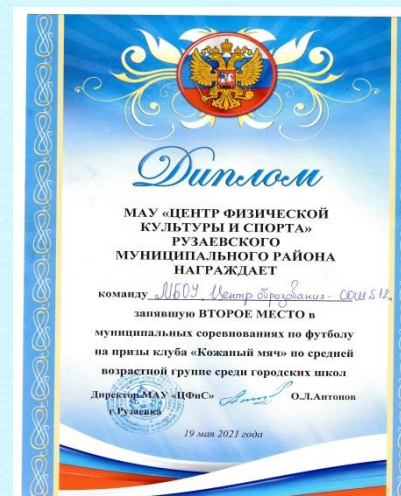 Диплом
МАУ «ЦЕНТР ФИЗИЧЕСКОЙ
КУЛЬТУРЫ И СПОРТА»
РУЗАЕВСКОГО
МУНИЦИПАЛЬНОГО РАЙОНА
НАГРАЖДАЕТ
команду МБОУ "Центр образования - СОШ № 12"
занявшую ВТОРОЕ МЕСТО в
муниципальных соревнованиях по футболу
на призы клуба «Кожаный мяч» по средней
возрастной группе среди городских школ
Директор МАУ «ЦФиС» О.Л.Антонов
г.Рузаевка
19 мая 2021 года